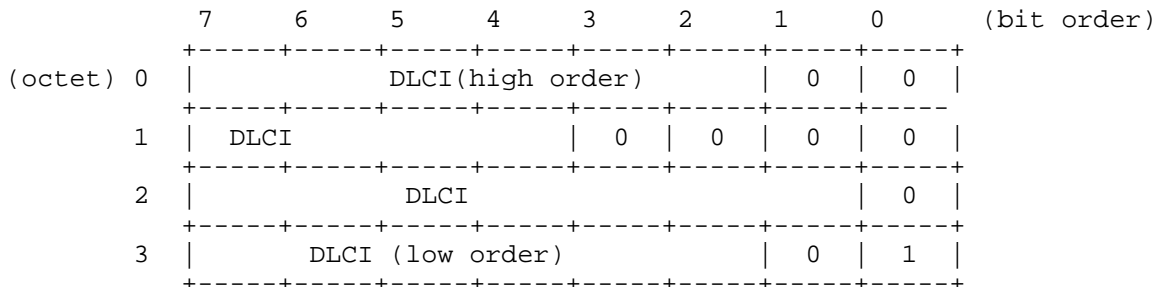 7     6     5     4     3     2     1     0      (bit order)
           +-----+-----+-----+-----+-----+-----+-----+-----+
(octet) 0  |            DLCI(high order)       |  0  |  0  |
           +-----+-----+-----+-----+-----+-----+-----+-----
        1  |  DLCI                 |  0  |  0  |  0  |  0  |
           +-----+-----+-----+-----+-----+-----+-----+-----+
        2  |             DLCI                        |  0  |
           +-----+-----+-----+-----+-----+-----+-----+-----+
        3  |       DLCI (low order)            |  0  |  1  |
           +-----+-----+-----+-----+-----+-----+-----+-----+